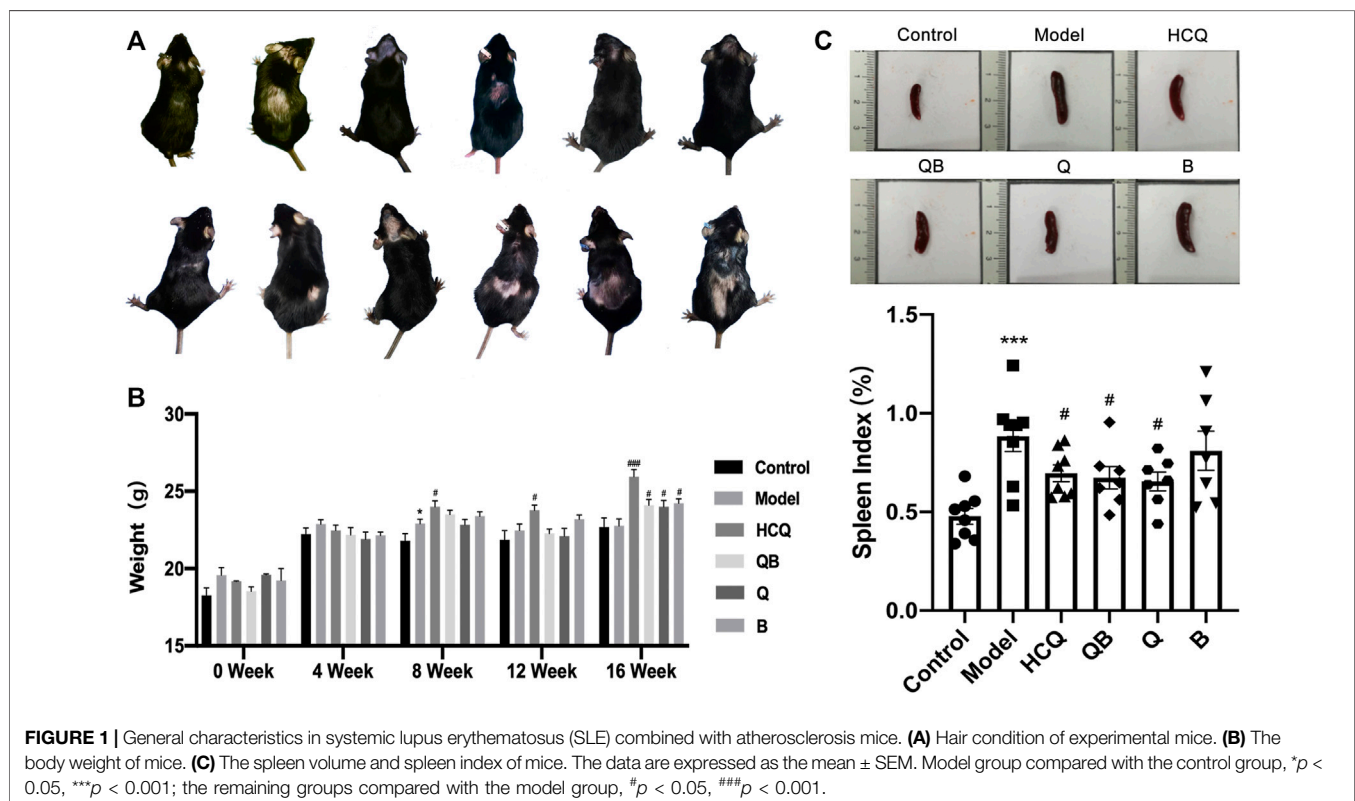 A
C
Control Model HCQ
QB Q B
B
30
25
20
15
Weight (g)
* # # ### # # #
0 Week 4 Week 8 Week 12 Week 16 Week
Control
Model
HCQ
QB
Q
B
1.5
1.0
0.5
0.0
Spleen Index (%)
*** # # #
Control Model HCQ QB Q B
FIGURE 1 | General characteristics in systemic lupus erythematosus (SLE) combined with atherosclerosis mice. (A) Hair condition of experimental mice. (B) The
body weight of mice. (C) The spleen volume and spleen index of mice. The data are expressed as the mean ± SEM. Model group compared with the control group, *p <
0.05, ***p < 0.001; the remaining groups compared with the model group, #p < 0.05, ###p < 0.001.